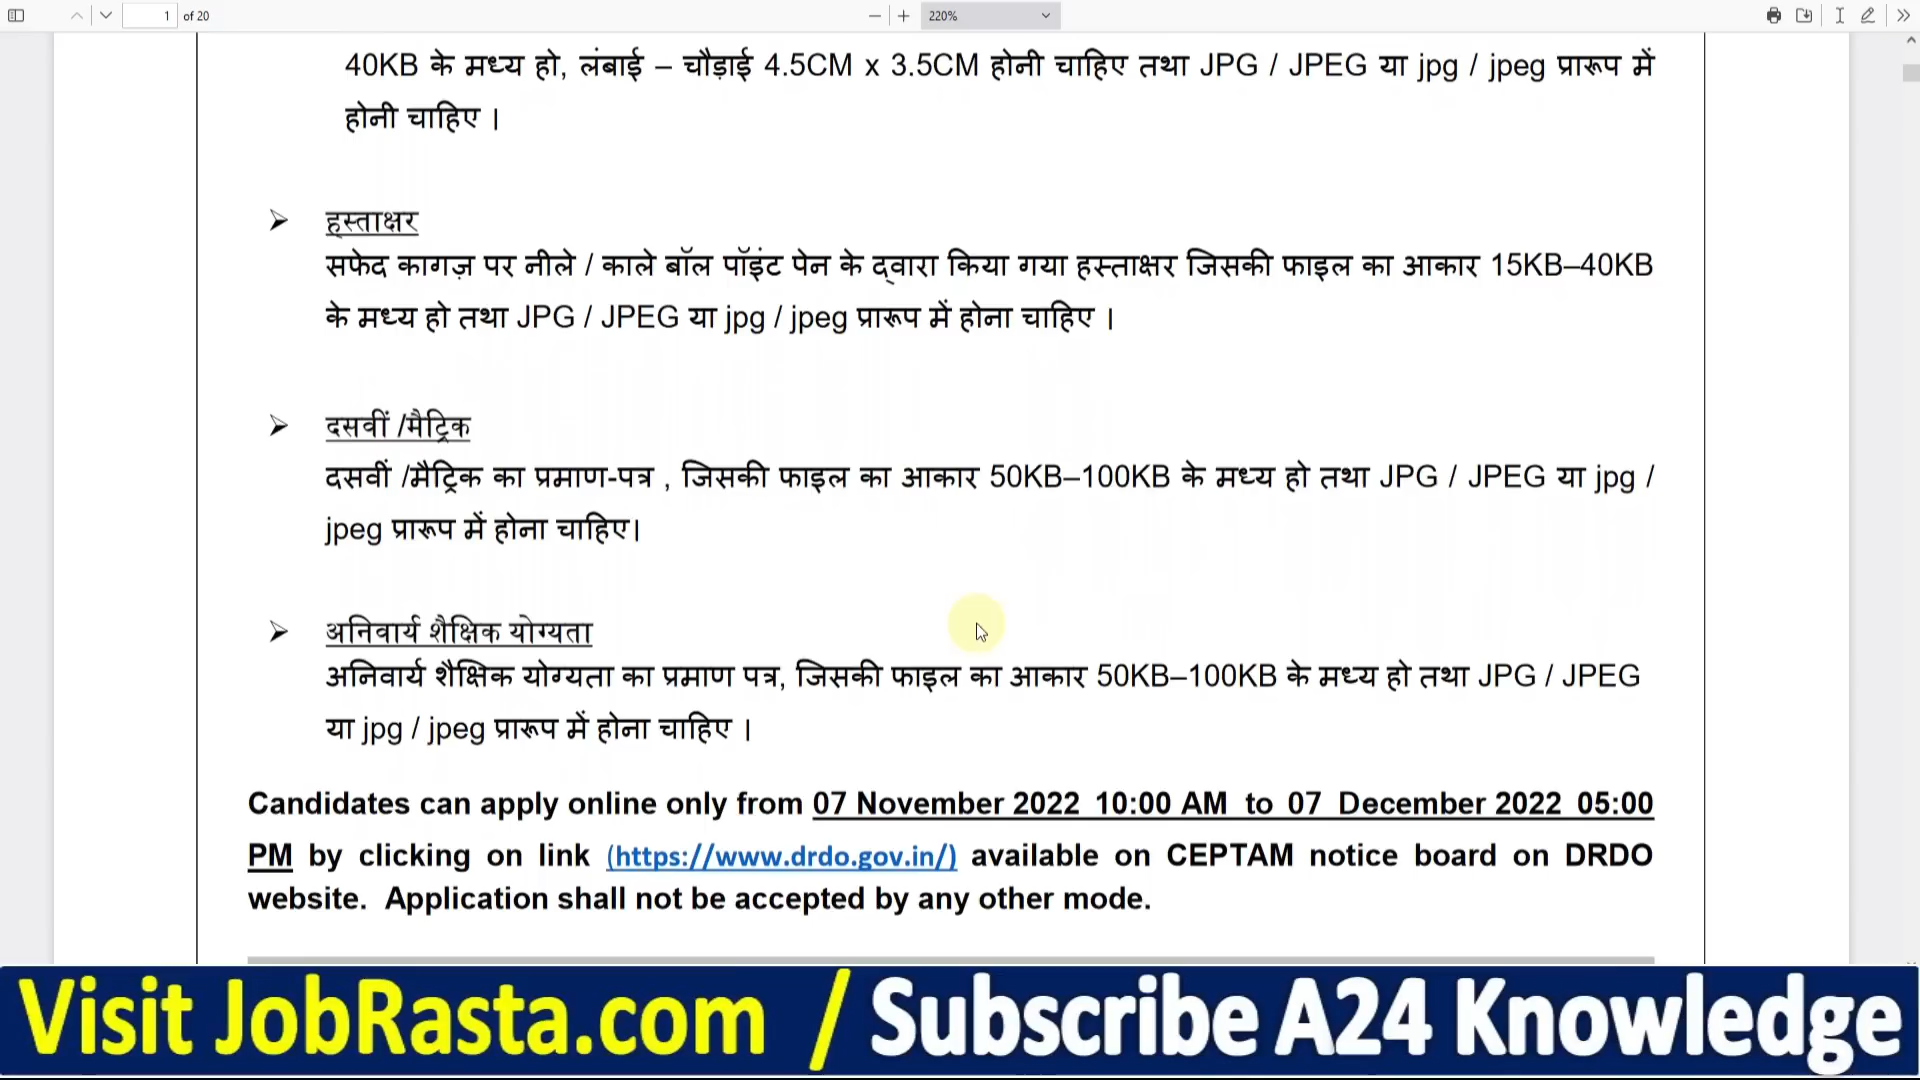 1 of 20 220%
40KB के मध्य हो, लंबाई – चौड़ाई 4.5CM x 3.5CM होनी चाहिए तथा JPG / JPEG या jpg / jpeg प्रारूप में
होनी चाहिए ।
➢ हस्ताक्षर
सफेद कागज़ पर नीले / काले बॉल पॉइंट पेन के द्वारा किया गया हस्ताक्षर जिसकी फाइल का आकार 15KB–40KB
के मध्य हो तथा JPG / JPEG या jpg / jpeg प्रारूप में होना चाहिए ।
➢ दसवीं /मैट्रिक
दसवीं /मैट्रिक का प्रमाण-पत्र , जिसकी फाइल का आकार 50KB–100KB के मध्य हो तथा JPG / JPEG या jpg /
jpeg प्रारूप में होना चाहिए।
➢ अनिवार्य शैक्षिक योग्यता
अनिवार्य शैक्षिक योग्यता का प्रमाण पत्र, जिसकी फाइल का आकार 50KB–100KB के मध्य हो तथा JPG / JPEG
या jpg / jpeg प्रारूप में होना चाहिए ।
Candidates can apply online only from 07 November 2022 10:00 AM to 07 December 2022 05:00
PM by clicking on link (https://www.drdo.gov.in/) available on CEPTAM notice board on DRDO
website. Application shall not be accepted by any other mode.
Visit JobRasta.com / Subscribe A24 Knowledge